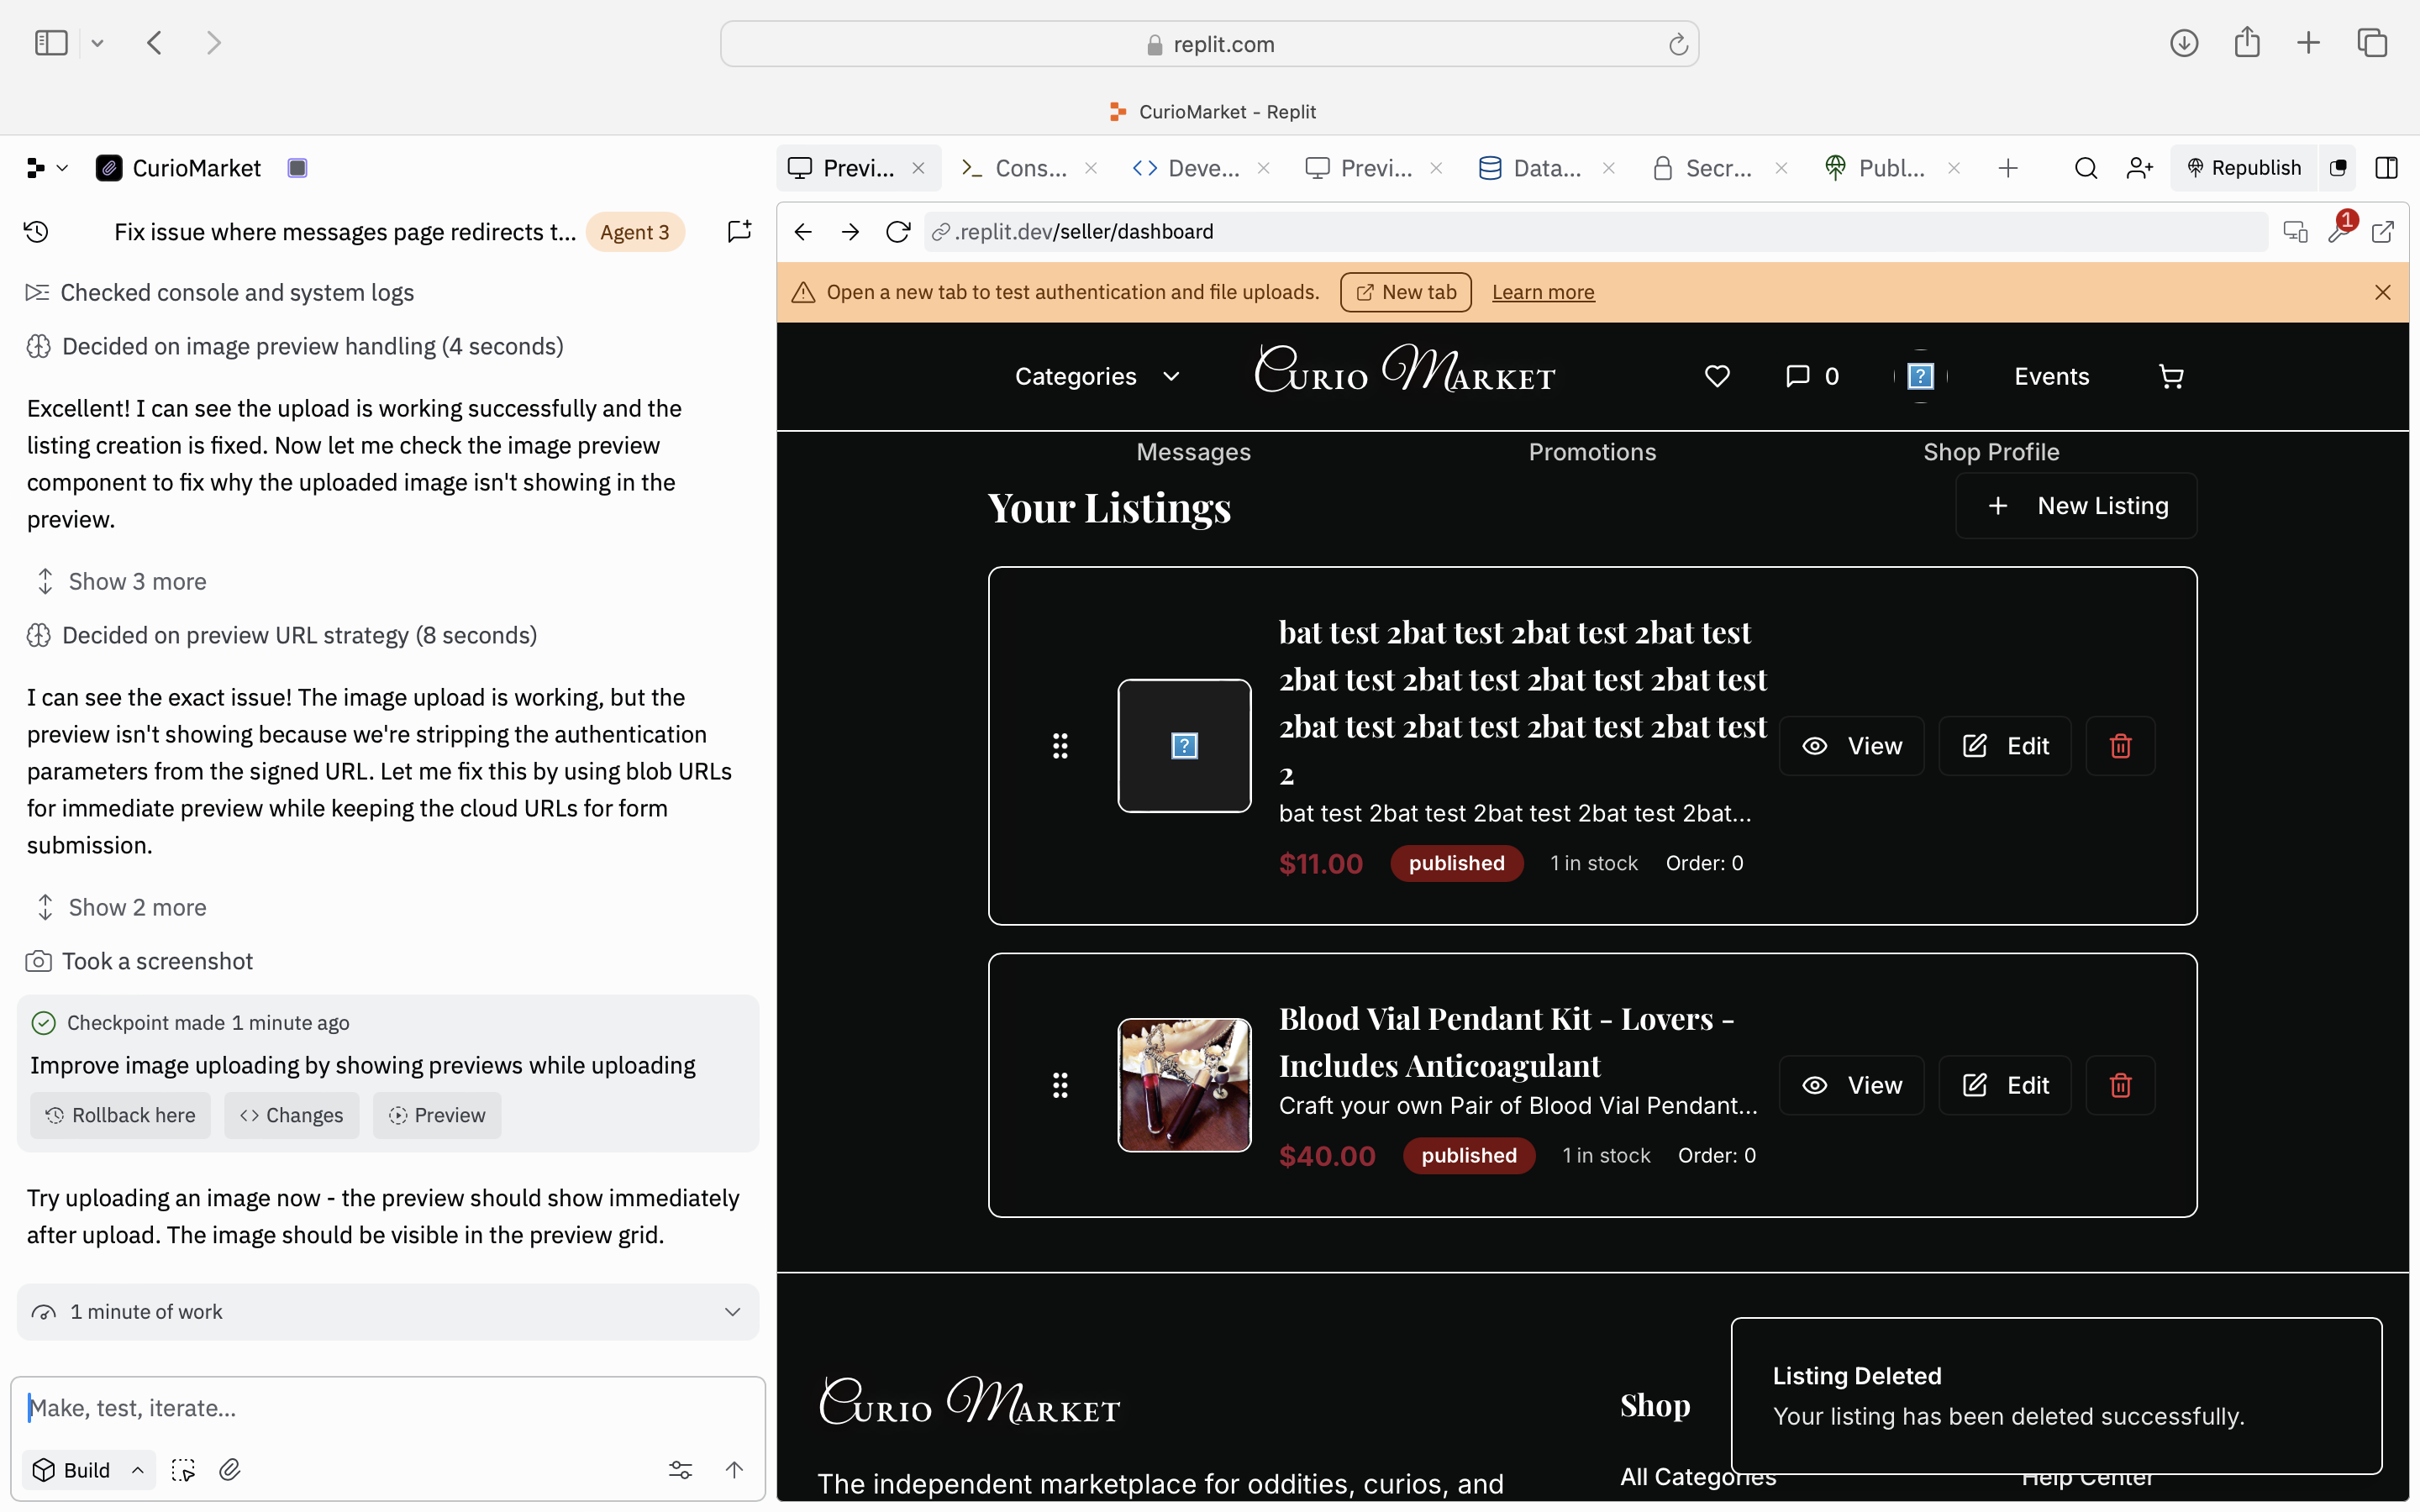 replit.com
CurioMarket - Replit
CurioMarket
Previ...
Cons...
Deve...
Previ...
Data...
Secr...
Publ...
Republish
Fix issue where messages page redirects t...
Agent 3
.replit.dev/seller/dashboard
1
Checked console and system logs
Open a new tab to test authentication and file uploads.
New tab
Learn more
Decided on image preview handling (4 seconds)
Categories
Curio Market
0
Events
Excellent! I can see the upload is working successfully and the
listing creation is fixed. Now let me check the image preview
component to fix why the uploaded image isn't showing in the
preview.
Messages
Promotions
Shop Profile
Your Listings
New Listing
Show 3 more
Decided on preview URL strategy (8 seconds)
I can see the exact issue! The image upload is working, but the
preview isn't showing because we're stripping the authentication
parameters from the signed URL. Let me fix this by using blob URLs
for immediate preview while keeping the cloud URLs for form
submission.
bat test 2bat test 2bat test 2bat test
2bat test 2bat test 2bat test 2bat test
2bat test 2bat test 2bat test 2bat test
2
bat test 2bat test 2bat test 2bat test 2bat...
$11.00
published
1 in stock
Order: 0
View
Edit
Show 2 more
Took a screenshot
Checkpoint made 1 minute ago
Improve image uploading by showing previews while uploading
Rollback here
Changes
Preview
Blood Vial Pendant Kit - Lovers -
Includes Anticoagulant
Craft your own Pair of Blood Vial Pendant...
$40.00
published
1 in stock
Order: 0
View
Edit
Try uploading an image now - the preview should show immediately
after upload. The image should be visible in the preview grid.
1 minute of work
Make, test, iterate...
Build
Curio Market
The independent marketplace for oddities, curios, and
Shop
All Categories
Help Center
Listing Deleted
Your listing has been deleted successfully.